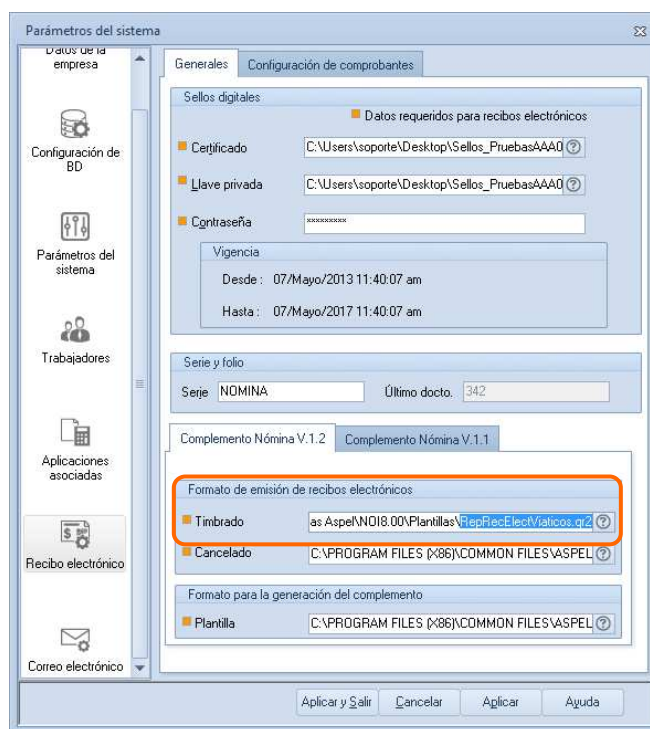 Parámetros del sistema
Datos de la
empresa
Configuración de
BD
Parámetros del
sistema
Trabajadores
Aplicaciones
asociadas
Recibo electrónico
Correo electrónico
Generales
Configuración de comprobantes
Sellos digitales
Datos requeridos para recibos electrónicos
Certificado
C:\Users\soporte\Desktop\Sellos_PruebasAAA0
Llave privada
C:\Users\soporte\Desktop\Sellos_PruebasAAA0
Contraseña
xxxxxxxxx
Vigencia
Desde : 07/Mayo/2013 11:40:07 am
Hasta : 07/Mayo/2017 11:40:07 am
Serie y folio
Serie NOMINA
Último docto. 342
Complemento Nómina V.1.2
Complemento Nómina V.1.1
Formato de emisión de recibos electrónicos
Timbrado
as Aspel\NOI8.00\Plantillas\RepRecElectViaticos.qr2
Cancelado
C:\PROGRAM FILES (X86)\COMMON FILES\ASPEL
Formato para la generación del complemento
Plantilla
C:\PROGRAM FILES (X86)\COMMON FILES\ASPEL
Aplicar y Salir
Cancelar
Aplicar
Ayuda